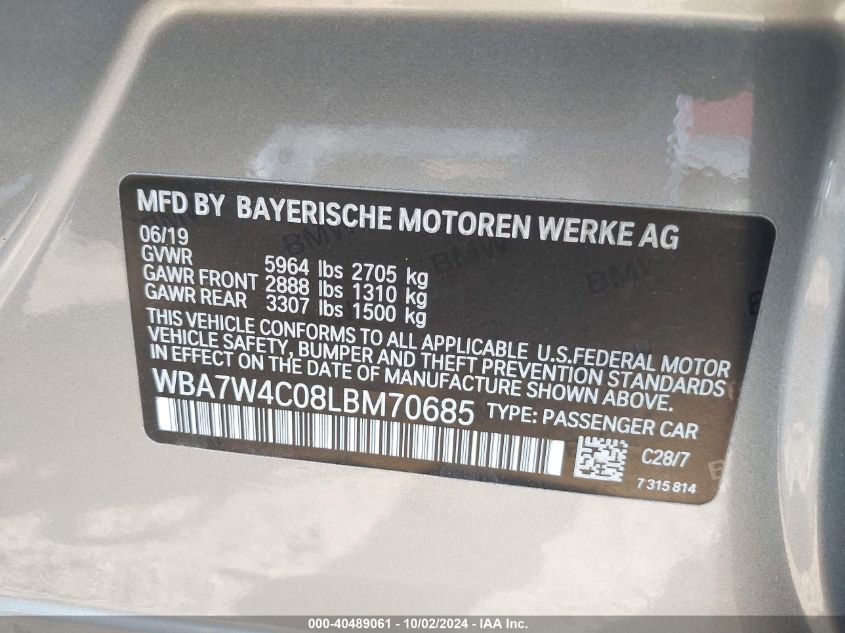 MFD BY BAYERISCHE MOTOREN WERKE AG
06/19
GVWR 5964 lbs 2705 kg
GAWR FRONT 2888 lbs 1310 kg
GAWR REAR 3307 lbs 1500 kg
THIS VEHICLE CONFORMS TO ALL APPLICABLE U.S.FEDERAL MOTOR
VEHICLE SAFETY, BUMPER AND THEFT PREVENTION STANDARDS
IN EFFECT ON THE DATE OF MANUFACTURE SHOWN ABOVE.
WBA7W4C08LBM70685 TYPE: PASSENGER CAR
C28/7
7 315 814
000-40489061 - 10/02/2024 - IAA Inc.